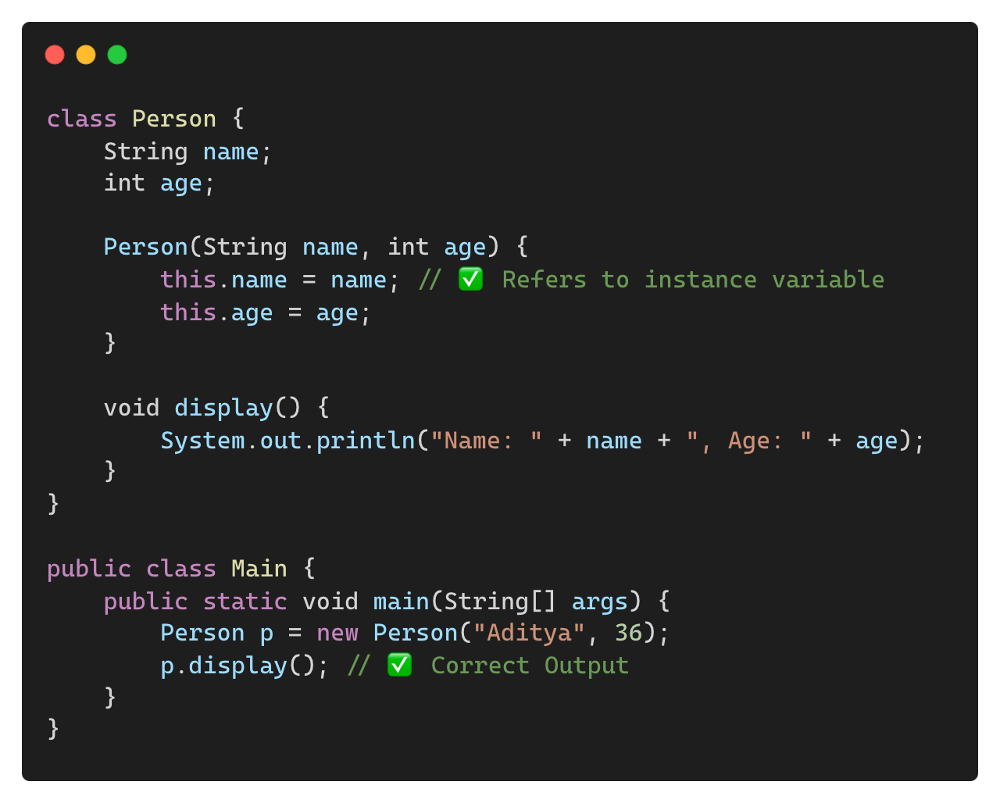 class Person {
    String name;
    int age;

    Person(String name, int age) {
        this.name = name; // ✅ Refers to instance variable
        this.age = age;
    }

    void display() {
        System.out.println("Name: " + name + ", Age: " + age);
    }
}

public class Main {
    public static void main(String[] args) {
        Person p = new Person("Aditya", 36);
        p.display(); // ✅ Correct Output
    }
}